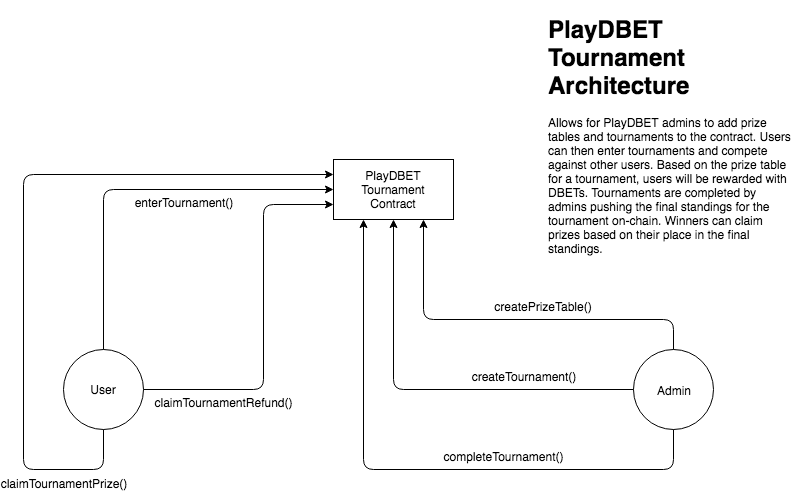 PlayDBET
Tournament
Architecture
Allows for PlayDBET admins to add prize
tables and tournaments to the contract. Users
can then enter tournaments and compete
against other users. Based on the prize table
for a tournament, users will be rewarded with
DBETs. Tournaments are completed by
admins pushing the final standings for the
tournament on-chain. Winners can claim
prizes based on their place in the final
standings.
PlayDBET
Tournament
Contract
enterTournament()
createPrizeTable()
createTournament()
User
Admin
claimTournamentRefund()
completeTournament()
claimTournamentPrize()